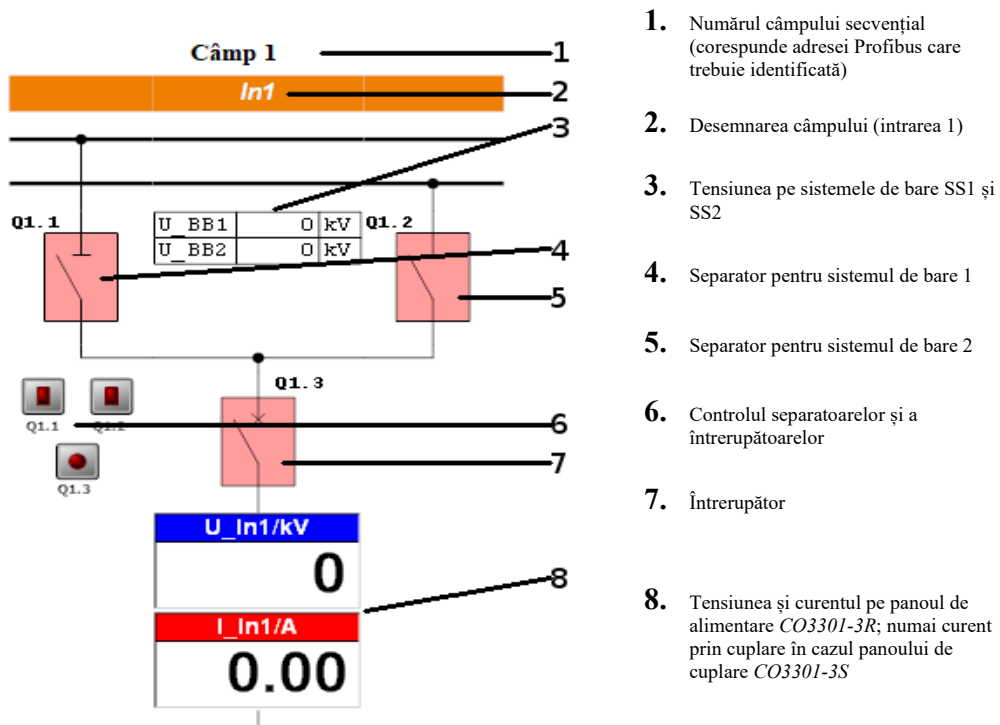 Câmp 1
In1
Q1.1
U_BB1 0 kV
U_BB2 0 kV
Q1.2
Q1.3
Q1.1
Q1.2
Q1.3
U_In1/kV
0
I_In1/A
0.00
1
2
3
4
5
6
7
8
1. Numărul câmpului secvențial
(corespunde adresei Profibus care
trebuie identificată)
2. Desemnarea câmpului (intrarea 1)
3. Tensiunea pe sistemele de bare SS1 și
SS2
4. Separator pentru sistemul de bare 1
5. Separator pentru sistemul de bare 2
6. Controlul separatoarelor și a
întrerupătoarelor
7. Întrerupător
8. Tensiunea și curentul pe panoul de
alimentare CO3301-3R; numai curent
prin cuplare în cazul panoului de
cuplare CO3301-3S